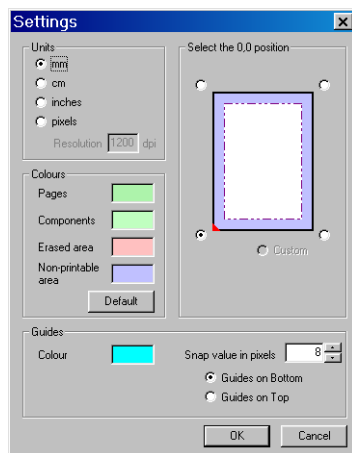 Settings
Units
mm
cm
inches
pixels
Resolution 1200 dpi
Select the 0,0 position
Custom
Colours
Pages
Components
Erased area
Non-printable
area
Default
Guides
Colour
Snap value in pixels 8
Guides on Bottom
Guides on Top
OK Cancel